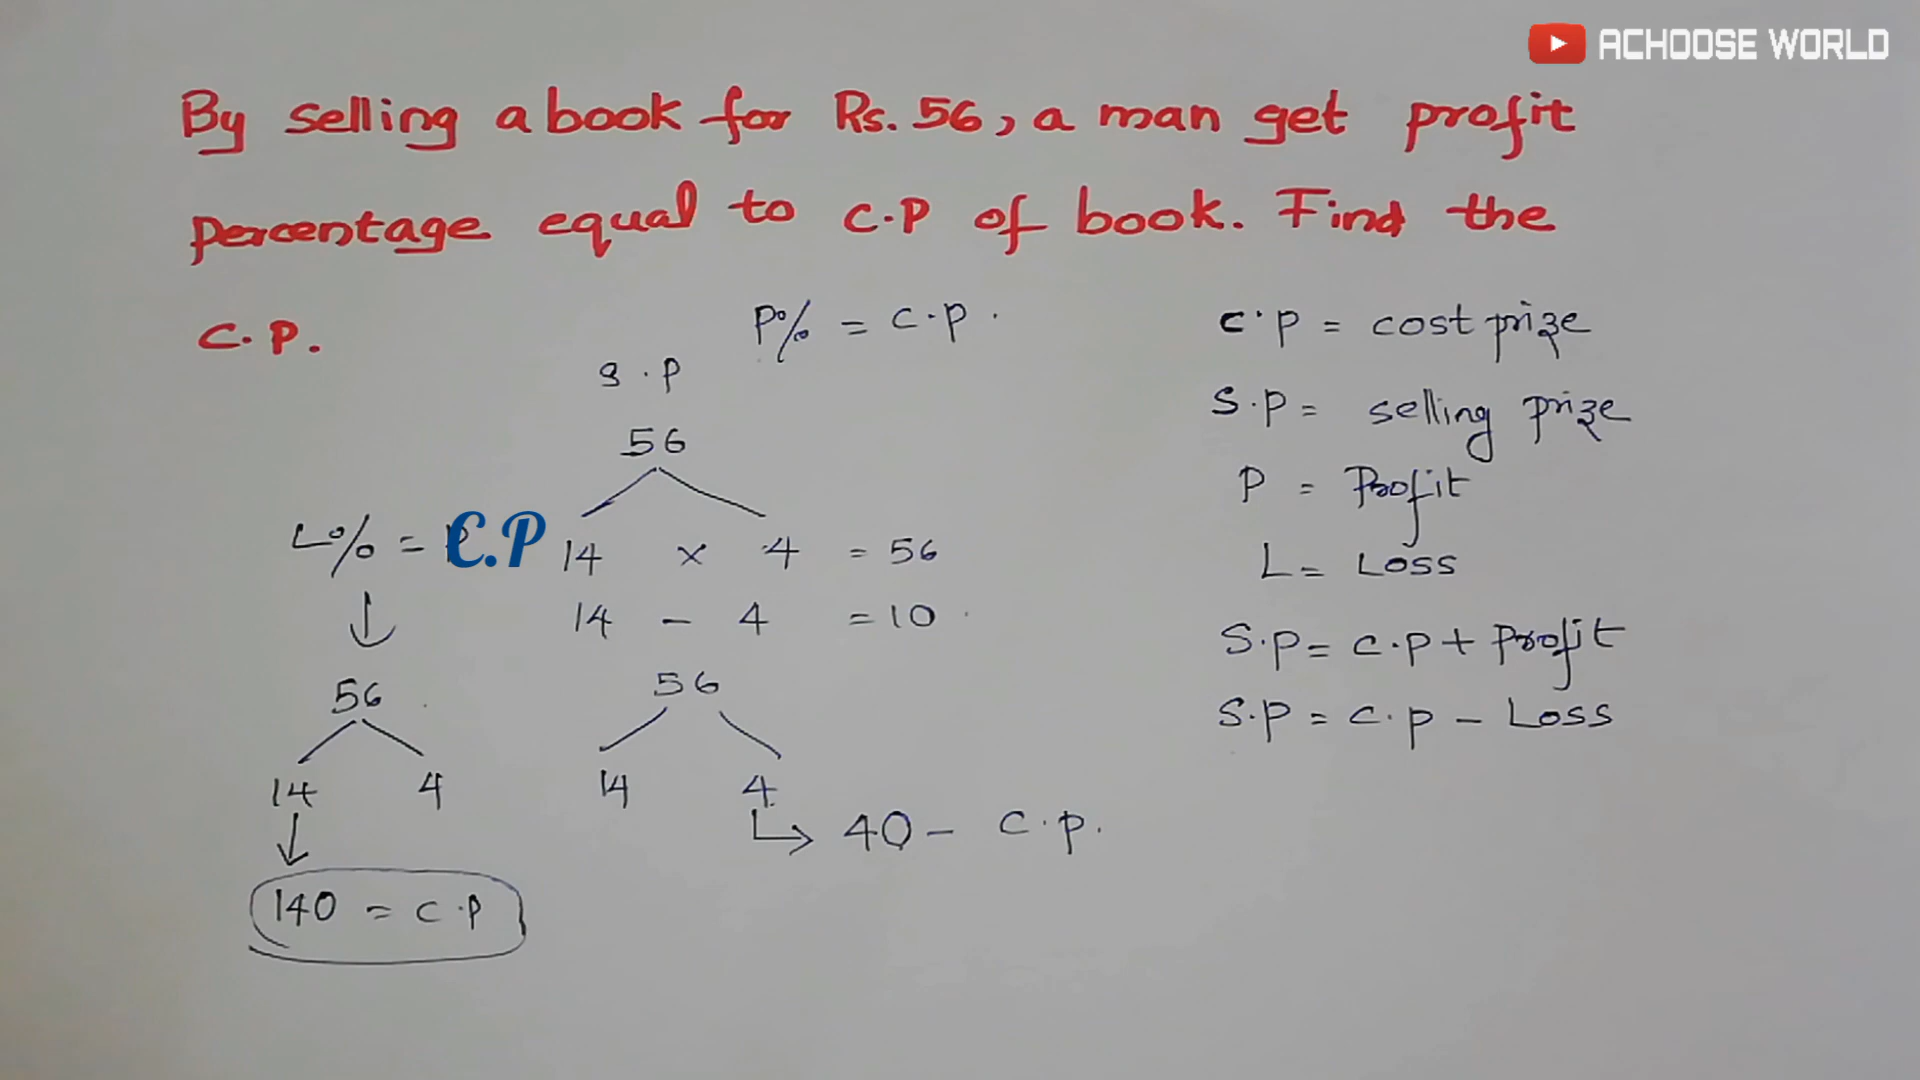 ACHOOSE WORLD
By selling a book for Rs. 56, a man get profit
percentage equal to C.P of book. Find the
C.P.
P% = C.P.
S.P
56
14 × 4 = 56
14 - 4 = 10
56
14 4
40 - C.P.
L% = C.P
56
14 4
140 = C.P
C.P = cost prize
S.P = selling prize
P = Profit
L = Loss
S.P = C.P + Profit
S.P = C.P - Loss